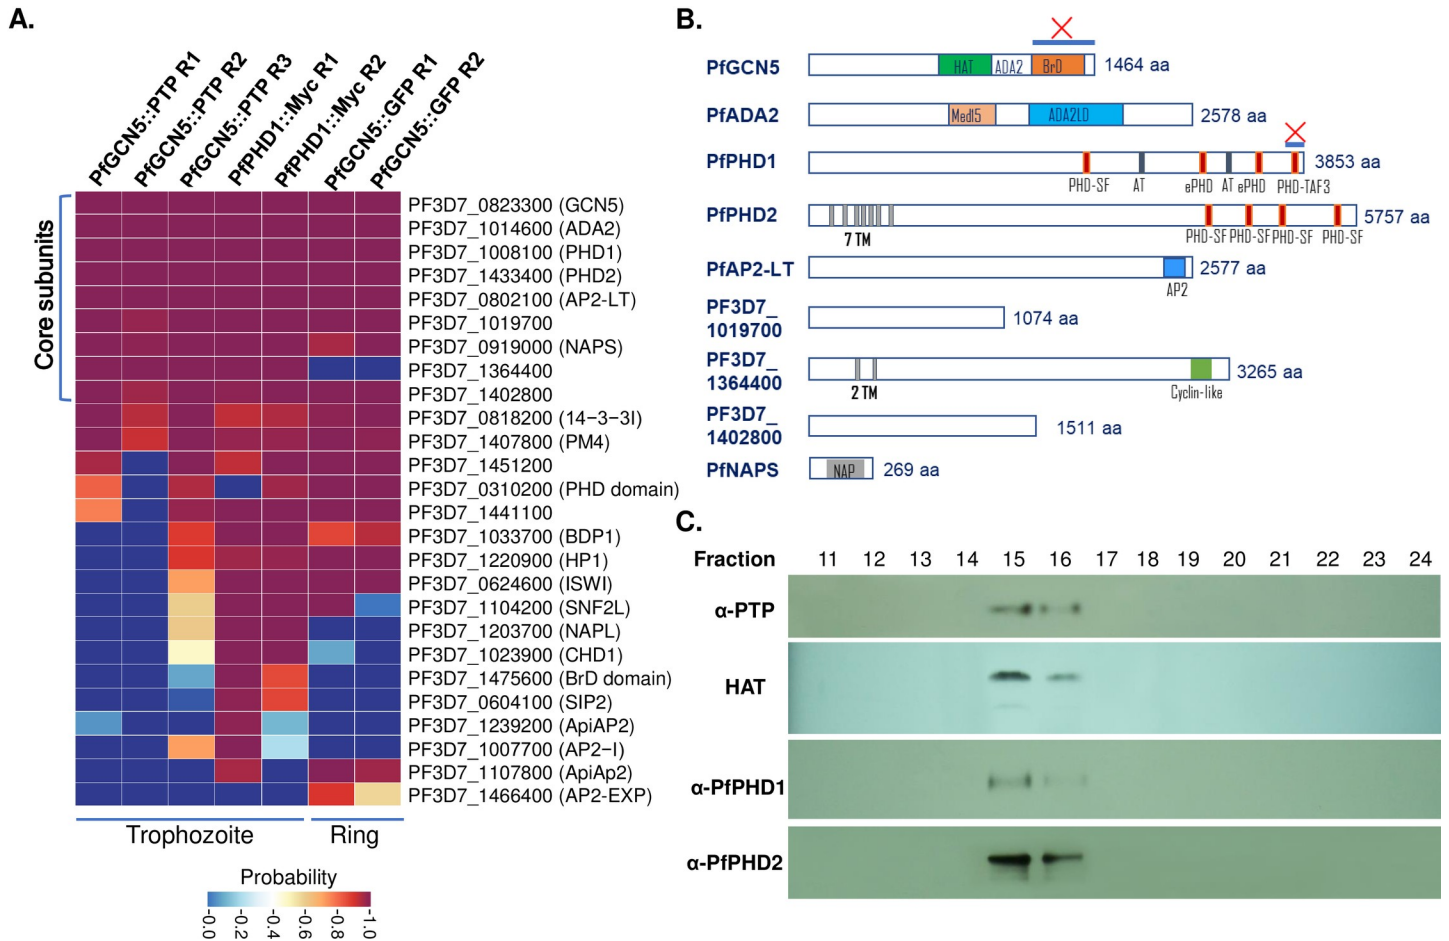 A.
PfGCN5::PTP R1
PfGCN5::PTP R2
PfGCN5::PTP R3
PfPHD1::Myc R1
PfPHD1::Myc R2
PfGCN5::GFP R1
PfGCN5::GFP R2
Core subunits
PF3D7_0823300 (GCN5)
PF3D7_1014600 (ADA2)
PF3D7_1008100 (PHD1)
PF3D7_1433400 (PHD2)
PF3D7_0802100 (AP2-LT)
PF3D7_1019700
PF3D7_0919000 (NAPS)
PF3D7_1364400
PF3D7_1402800
PF3D7_0818200 (14−3−3I)
PF3D7_1407800 (PM4)
PF3D7_1451200
PF3D7_0310200 (PHD domain)
PF3D7_1441100
PF3D7_1033700 (BDP1)
PF3D7_1220900 (HP1)
PF3D7_0624600 (ISWI)
PF3D7_1104200 (SNF2L)
PF3D7_1203700 (NAPL)
PF3D7_1023900 (CHD1)
PF3D7_1475600 (BrD domain)
PF3D7_0604100 (SIP2)
PF3D7_1239200 (ApiAP2)
PF3D7_1007700 (AP2−I)
PF3D7_1107800 (ApiAp2)
PF3D7_1466400 (AP2-EXP)
Trophozoite Ring
Probability
0.0 0.2 0.4 0.6 0.8 1.0
B.
PfGCN5 HAT ADA2 BrD 1464 aa
PfADA2 Med15 ADA2LD 2578 aa
PfPHD1 3853 aa
PHD-SF AT ePHD AT ePHD PHD-TAF3
PfPHD2 5757 aa
7 TM PHD-SF PHD-SF PHD-SF PHD-SF
PfAP2-LT 2577 aa
AP2
PF3D7_
1019700 1074 aa
PF3D7_
1364400 3265 aa
2 TM Cyclin-like
PF3D7_
1402800 1511 aa
PfNAPS NAP 269 aa
C.
Fraction 11 12 13 14 15 16 17 18 19 20 21 22 23 24
α-PTP
HAT
α-PfPHD1
α-PfPHD2